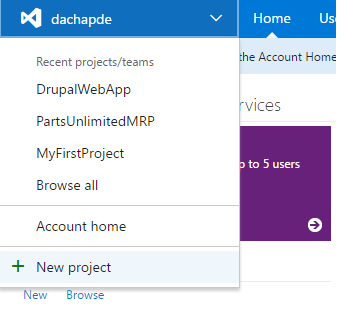 dachapde
Home Use
Recent projects/teams
the Account Home
DrupalWebApp
ervices
PartsUnlimitedMRP
MyFirstProject
p to 5 users
Browse all
Account home
+ New project
New Browse